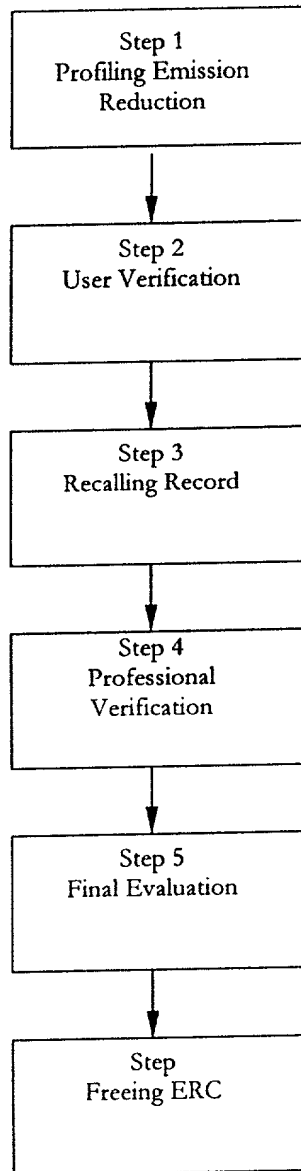 Step 1
Profiling Emission
Reduction
Step 2
User Verification
Step 3
Recalling Record
Step 4
Professional
Verification
Step 5
Final Evaluation
Step
Freeing ERC